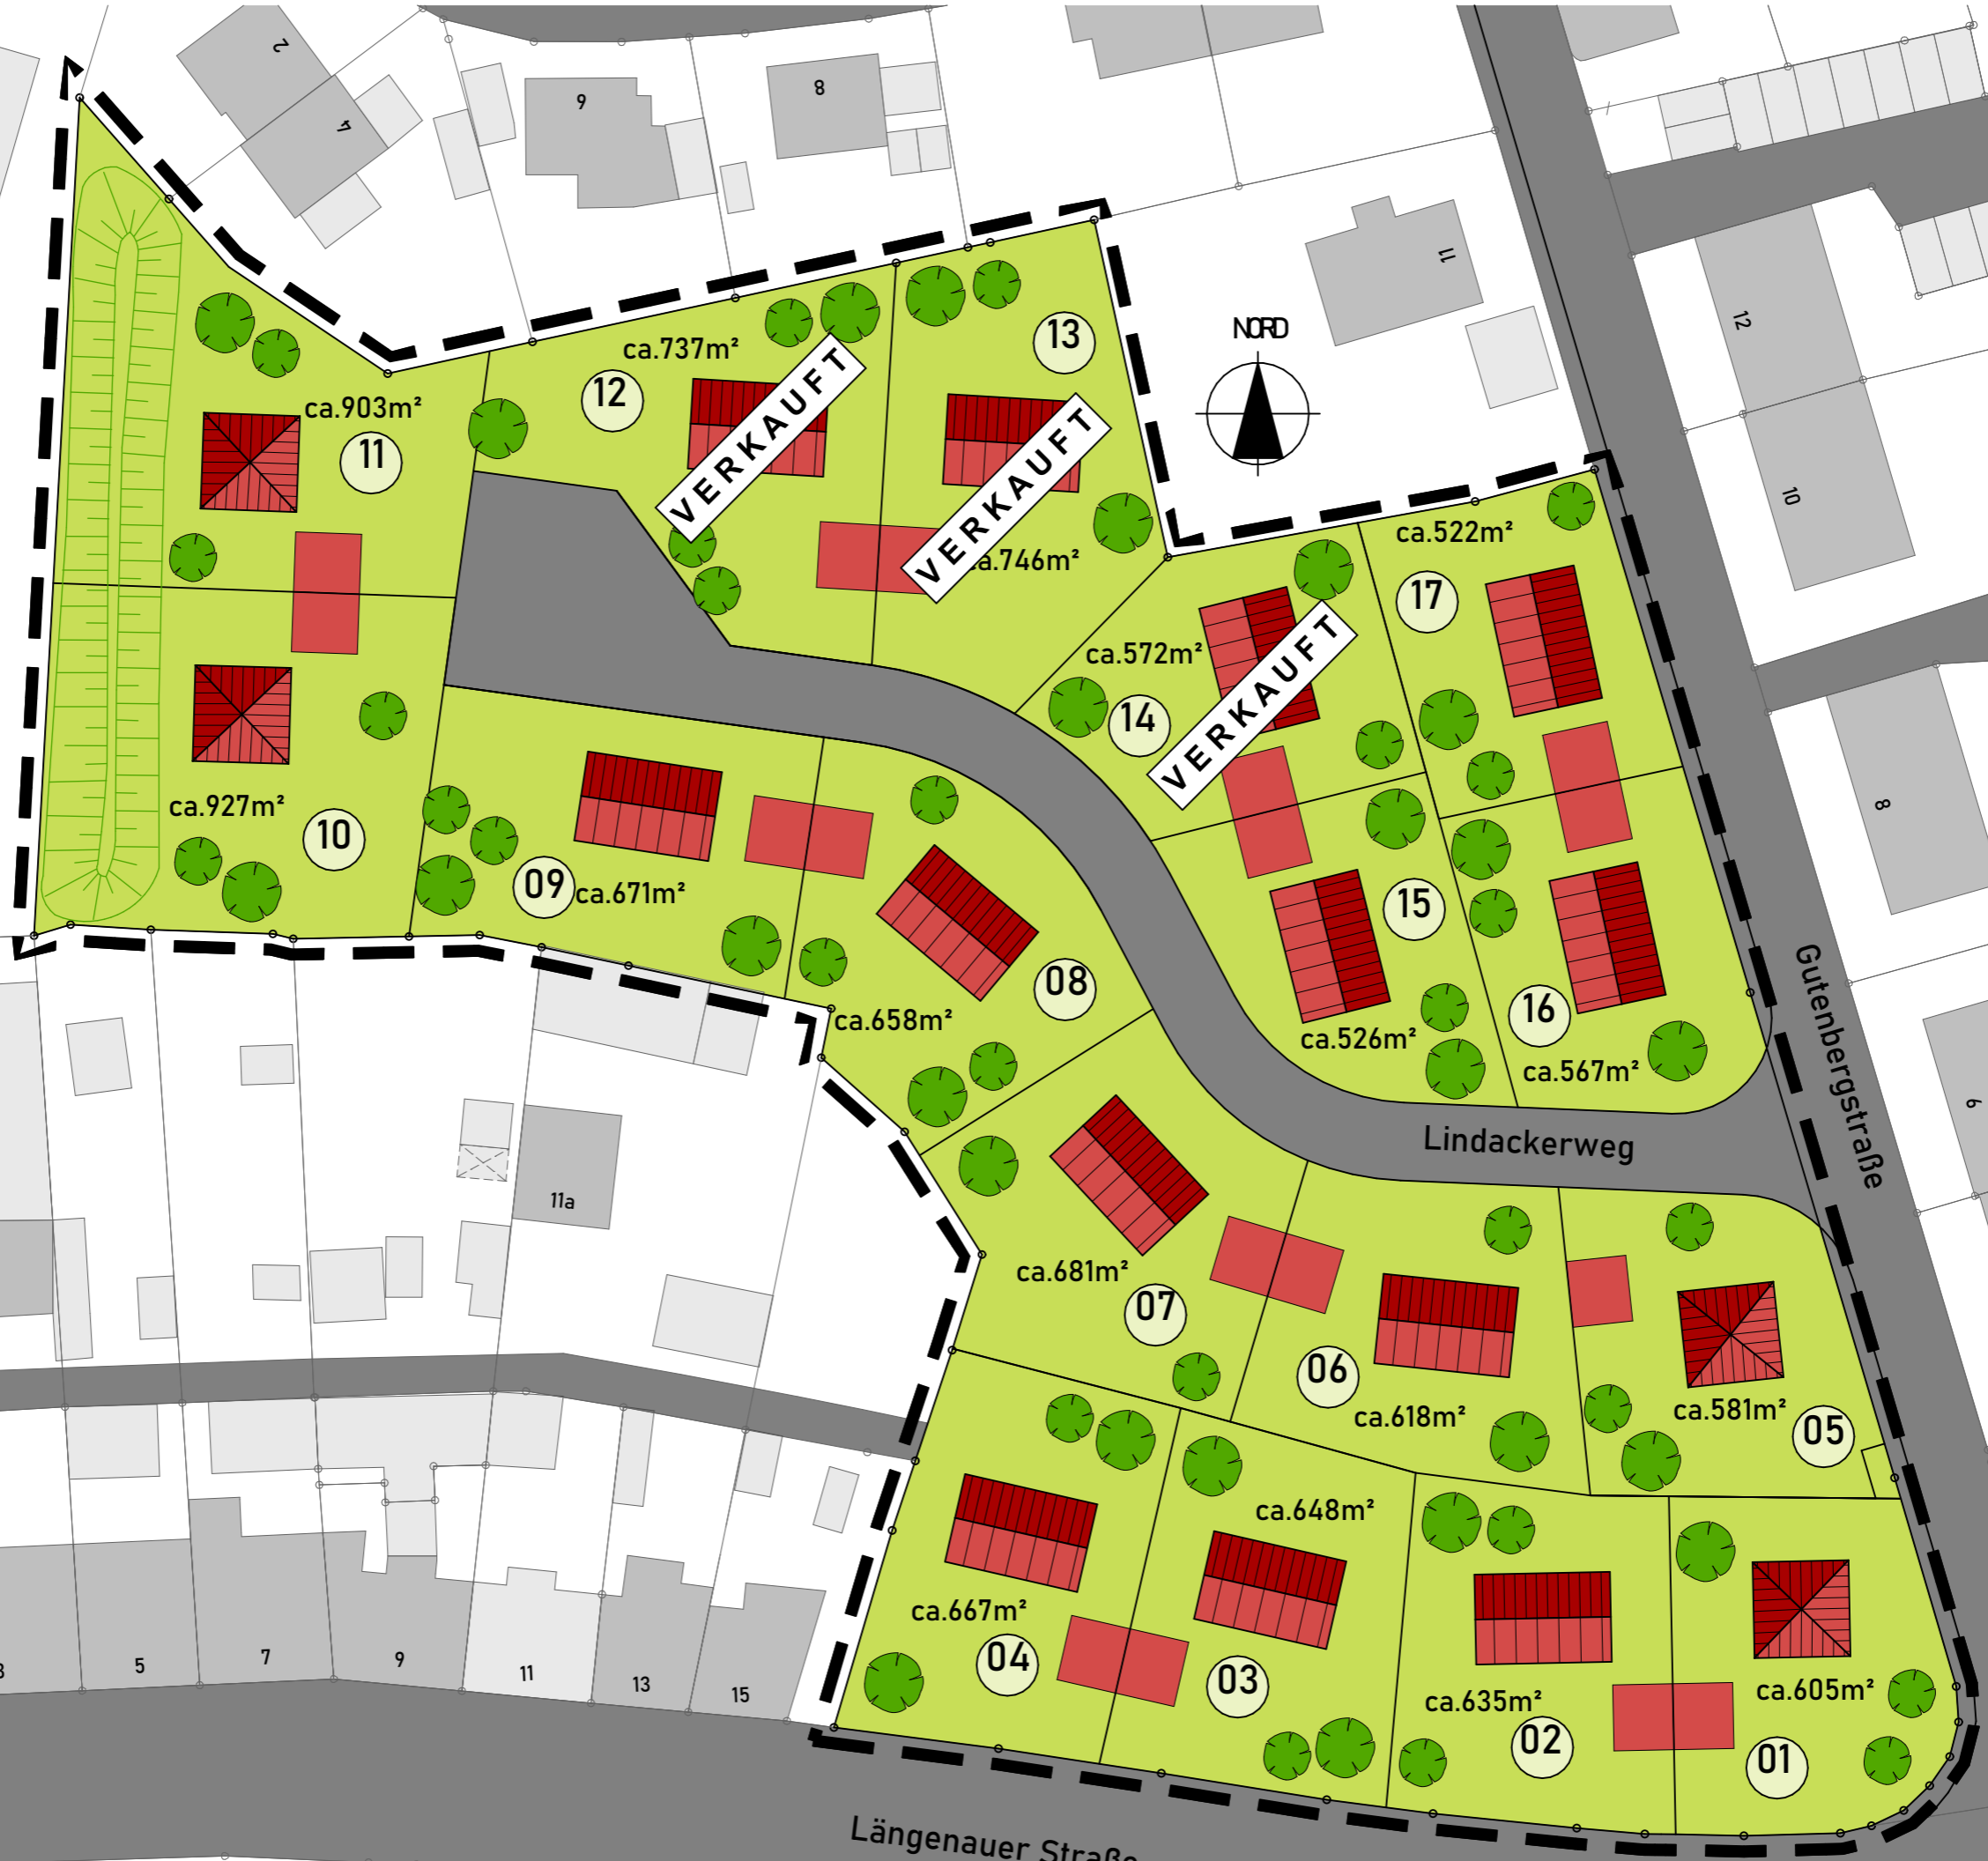 2
4
9
8
11
12
10
8
6
NORD
ca.903m²
11
12
ca.737m²
VERKAUFT
13
VERKAUFT
ca.746m²
ca.572m²
14
VERKAUFT
ca.522m²
17
ca.927m²
10
09
ca.671m²
08
ca.658m²
15
ca.526m²
16
ca.567m²
Lindackerweg
Gutenbergstraße
11a
ca.681m²
07
06
ca.618m²
ca.581m²
05
ca.648m²
ca.667m²
04
03
ca.635m²
02
ca.605m²
01
5
7
9
11
13
15
Längenauer Straße